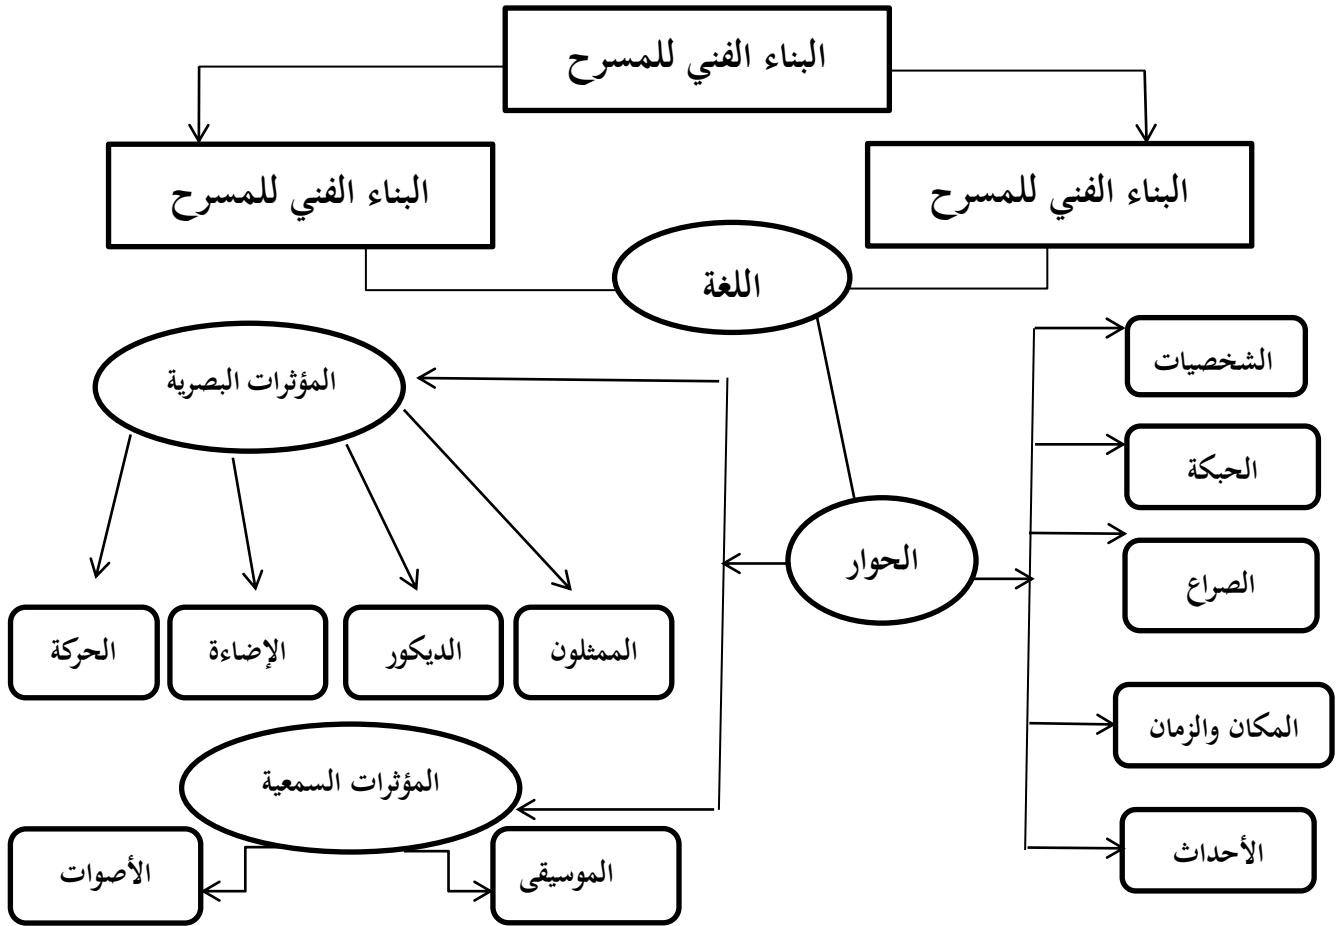 البناء الفني للمسرح
البناء الفني للمسرح
البناء الفني للمسرح
اللغة
الشخصيات
المؤثرات البصرية
الحبكة
الحوار
الصراع
الممثلون
الديكور
الإضاءة
الحركة
المكان والزمان
المؤثرات السمعية
الأحداث
الموسيقى
الأصوات